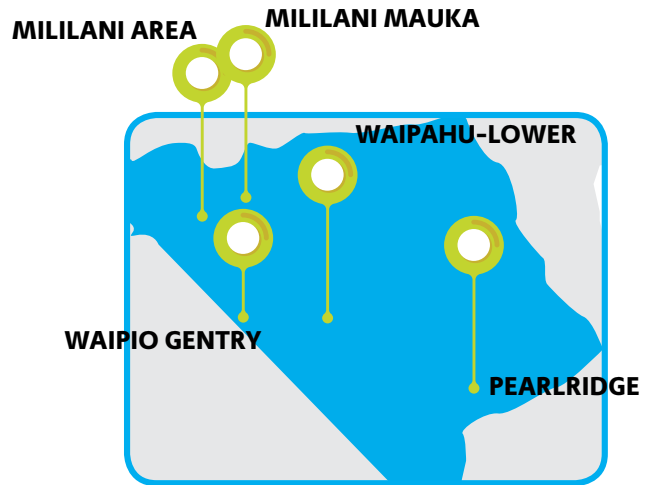 MILILANI MAUKA
MILILANI AREA
WAIPAHU-LOWER
WAIPIO GENTRY
PEARLRIDGE